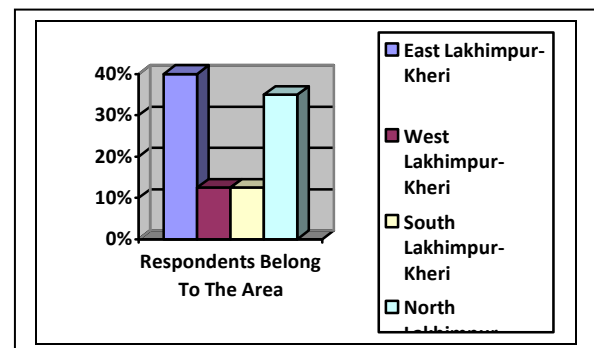 40%
30%
20%
10%
0%
Respondents Belong
To The Area
East Lakhimpur-
Kheri
West
Lakhimpur-
Kheri
South
Lakhimpur-
Kheri
North